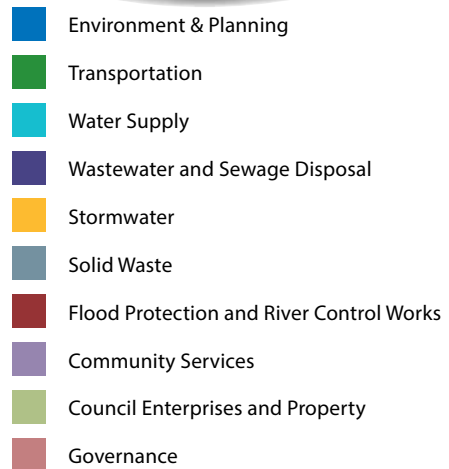 Environment & Planning
Transportation
Water Supply
Wastewater and Sewage Disposal
Stormwater
Solid Waste
Flood Protection and River Control Works
Community Services
Council Enterprises and Property
Governance